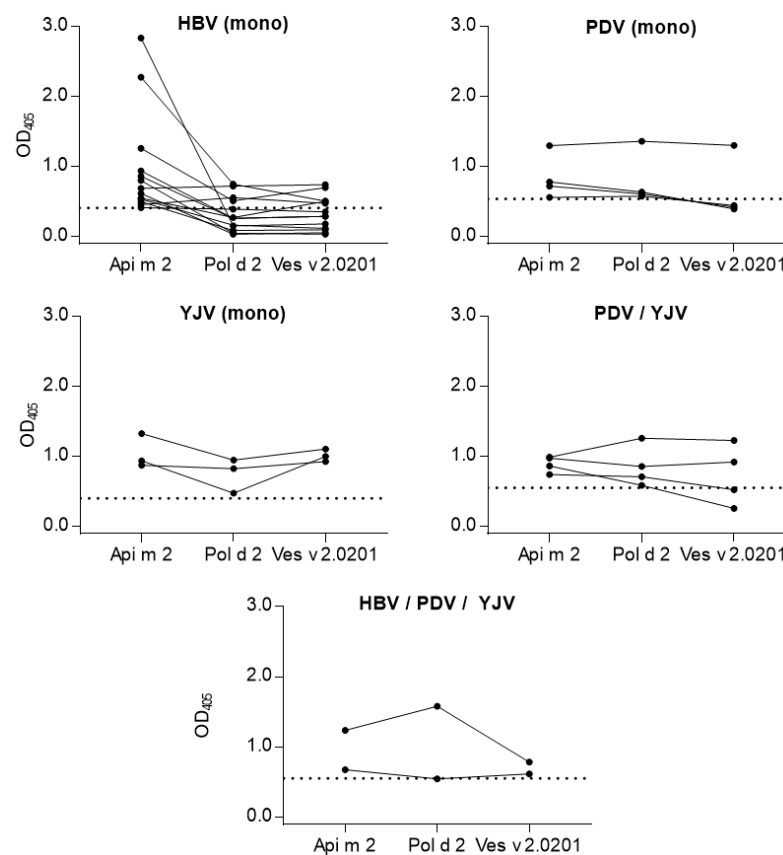 HBV (mono)
3.0
2.0
1.0
0.0
OD405
Api m 2 Pol d 2 Ves v 2.0201
PDV (mono)
3.0
2.0
1.0
0.0
Api m 2 Pol d 2 Ves v 2.0201
YJV (mono)
3.0
2.0
1.0
0.0
OD405
Api m 2 Pol d 2 Ves v 2.0201
PDV / YJV
3.0
2.0
1.0
0.0
Api m 2 Pol d 2 Ves v 2.0201
HBV / PDV / YJV
3.0
2.0
1.0
0.0
OD405
Api m 2 Pol d 2 Ves v 2.0201